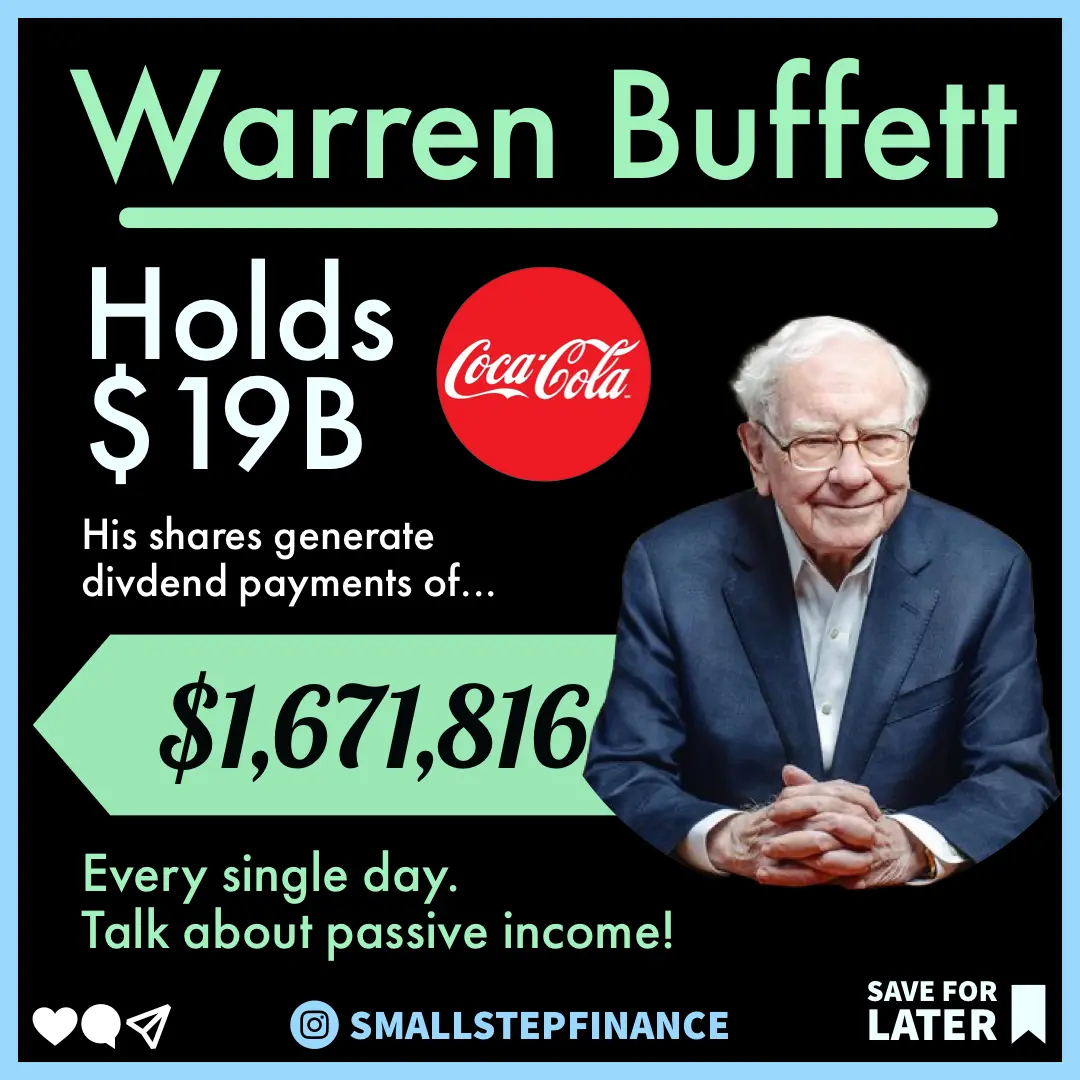 Warren Buffett
Holds
$19B
Coca-Cola
His shares generate
divdend payments of...
$1,671,816
Every single day.
Talk about passive income!
SMALLSTEPFINANCE
SAVE FOR
LATER